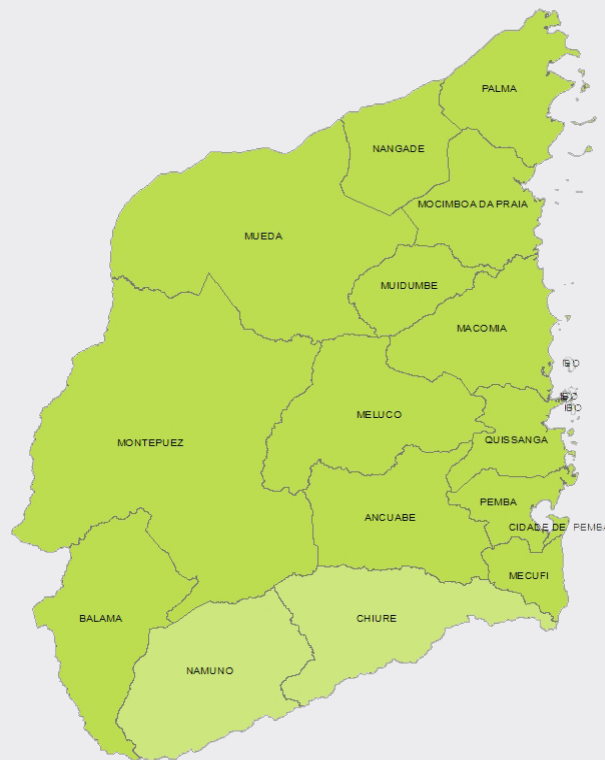 PALMA
NANGADE
MOCIMBOA DA PRAIA
MUEDA
MUIDUMBE
MACOMIA
IBO
MELUCO
IBO
IBO
QUISSANGA
MONTEPUEZ
PEMBA
ANCUABE
CIDADE DE PEMBA
MECUFI
BALAMA
CHIURE
NAMUNO